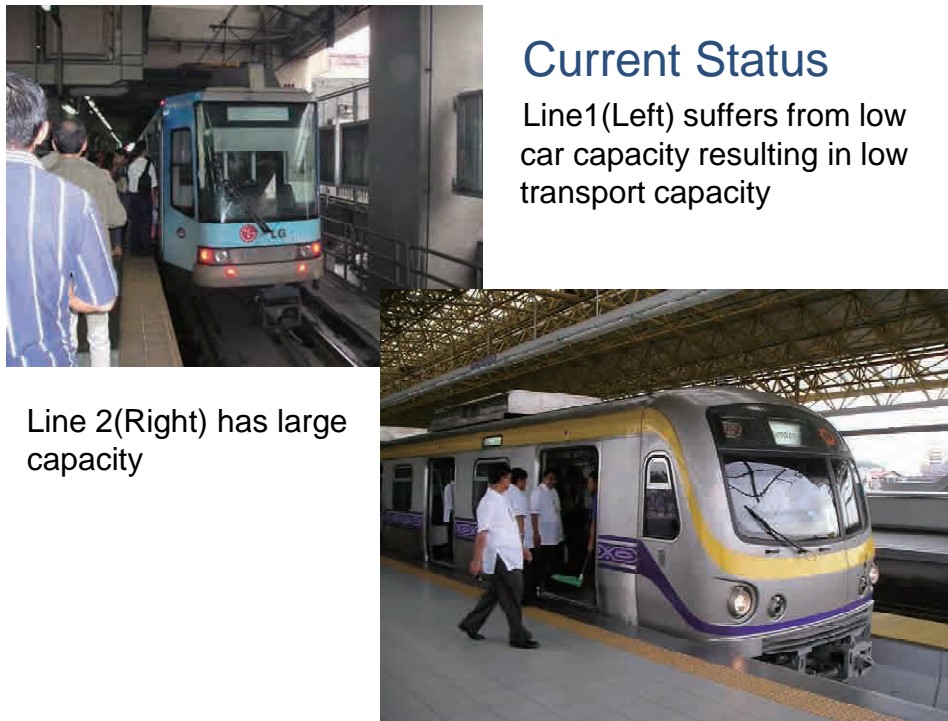 Current Status
Line1(Left) suffers from low
car capacity resulting in low
transport capacity
LG
Line 2(Right) has large
capacity